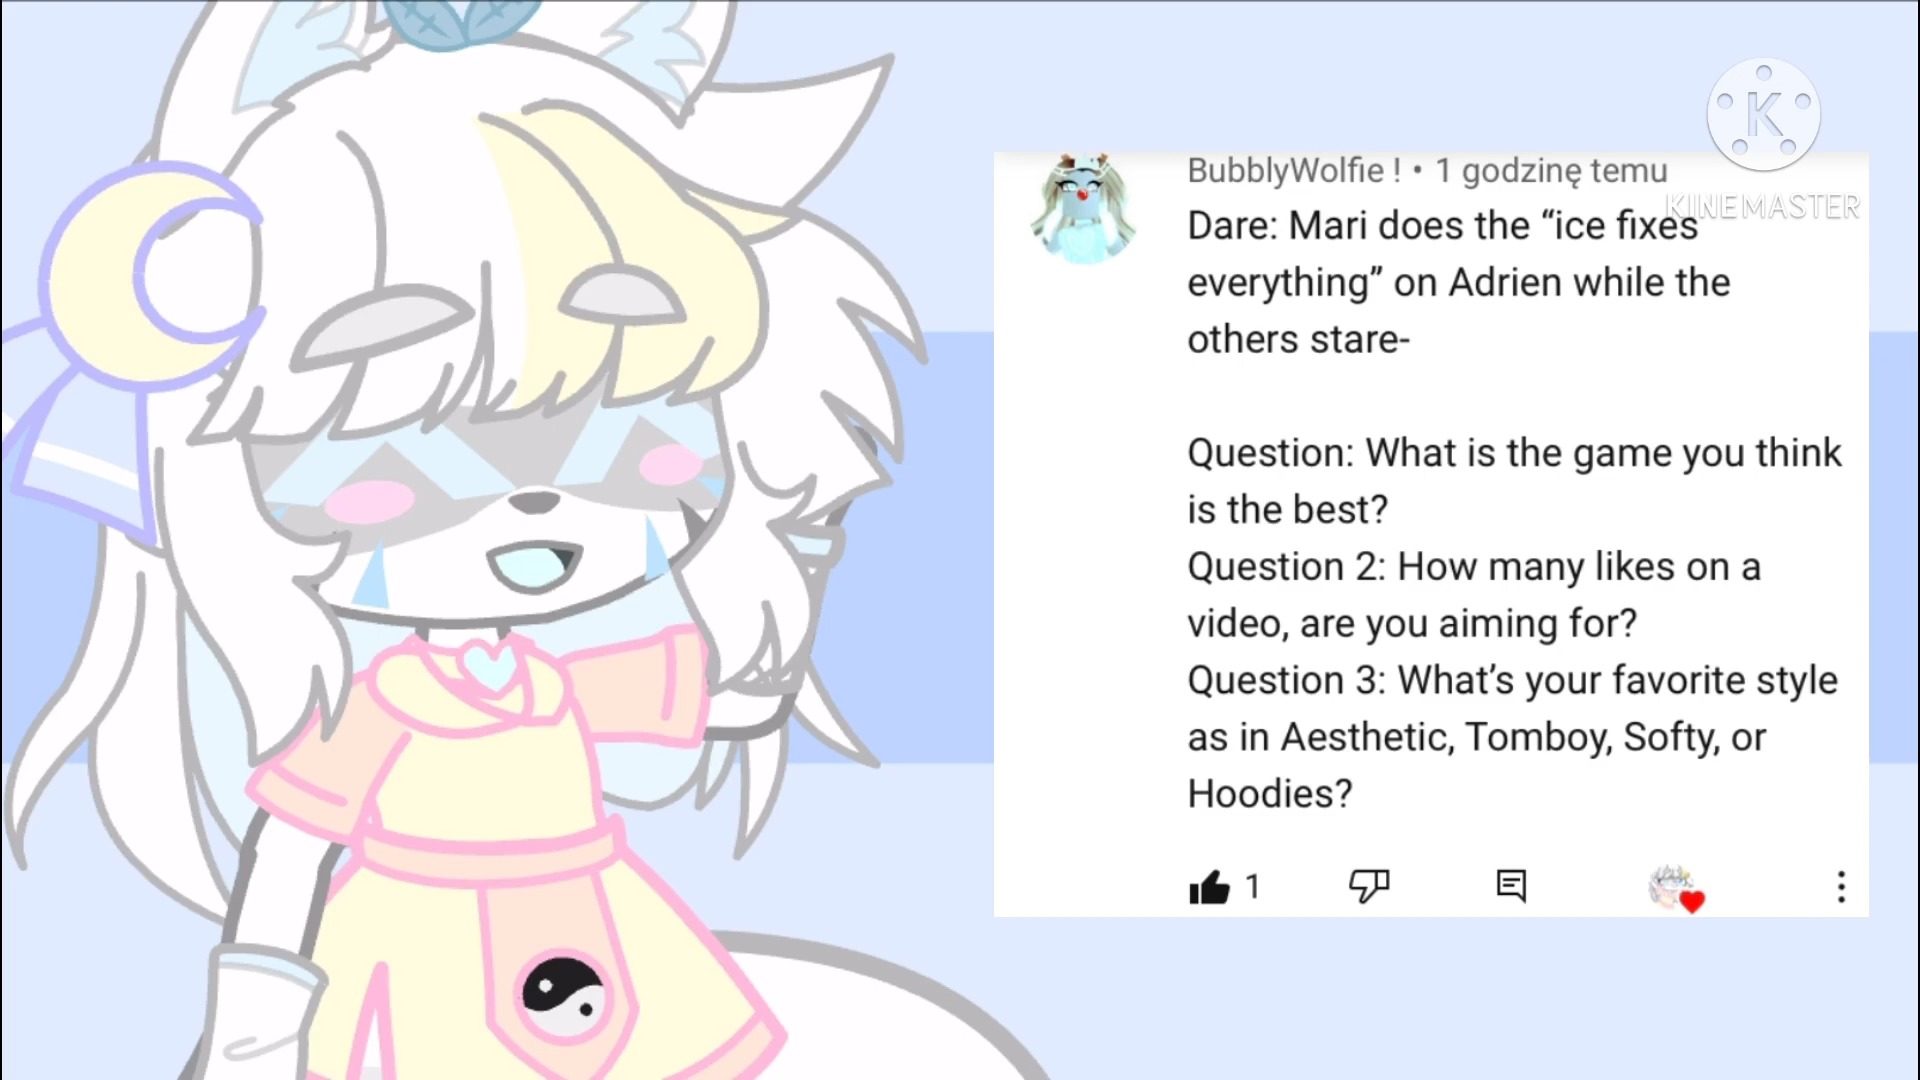 K
KINEMASTER
BubblyWolfie ! • 1 godzinę temu
Dare: Mari does the “ice fixes
everything” on Adrien while the
others stare-
Question: What is the game you think
is the best?
Question 2: How many likes on a
video, are you aiming for?
Question 3: What’s your favorite style
as in Aesthetic, Tomboy, Softy, or
Hoodies?
1